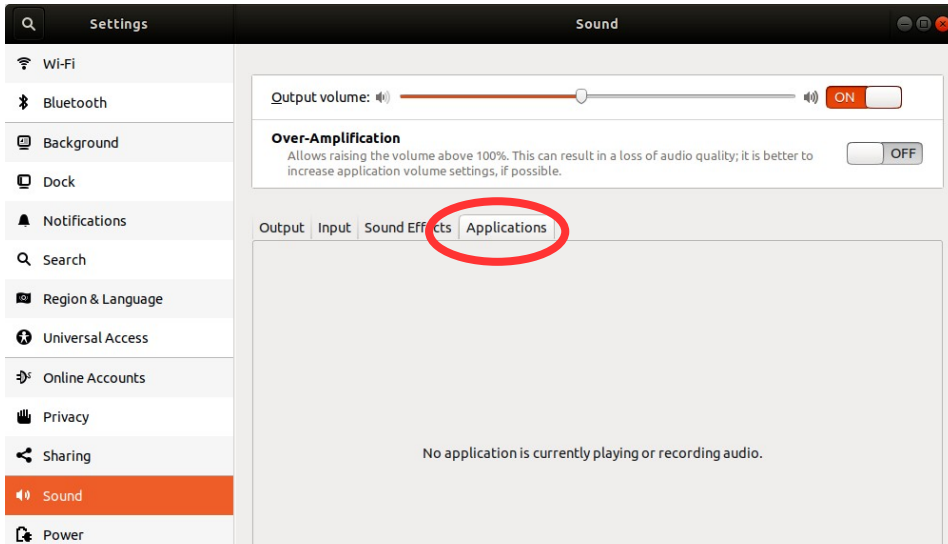 Settings
Sound
Wi-Fi
Bluetooth
Background
Dock
Notifications
Search
Region & Language
Universal Access
Online Accounts
Privacy
Sharing
Sound
Power
Output volume:
ON
Over-Amplification
Allows raising the volume above 100%. This can result in a loss of audio quality; it is better to
increase application volume settings, if possible.
OFF
Output Input Sound Effects Applications
No application is currently playing or recording audio.